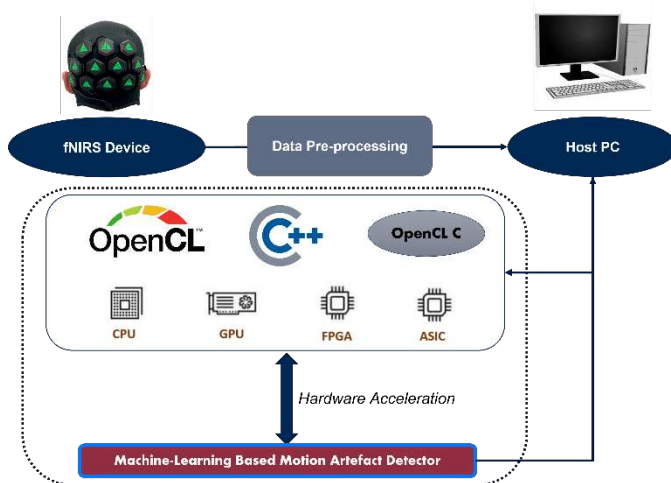 fNIRS Device
Data Pre-processing
Host PC
OpenCL™
C++
OpenCL C
CPU
GPU
FPGA
ASIC
Hardware Acceleration
Machine-Learning Based Motion Artefact Detector